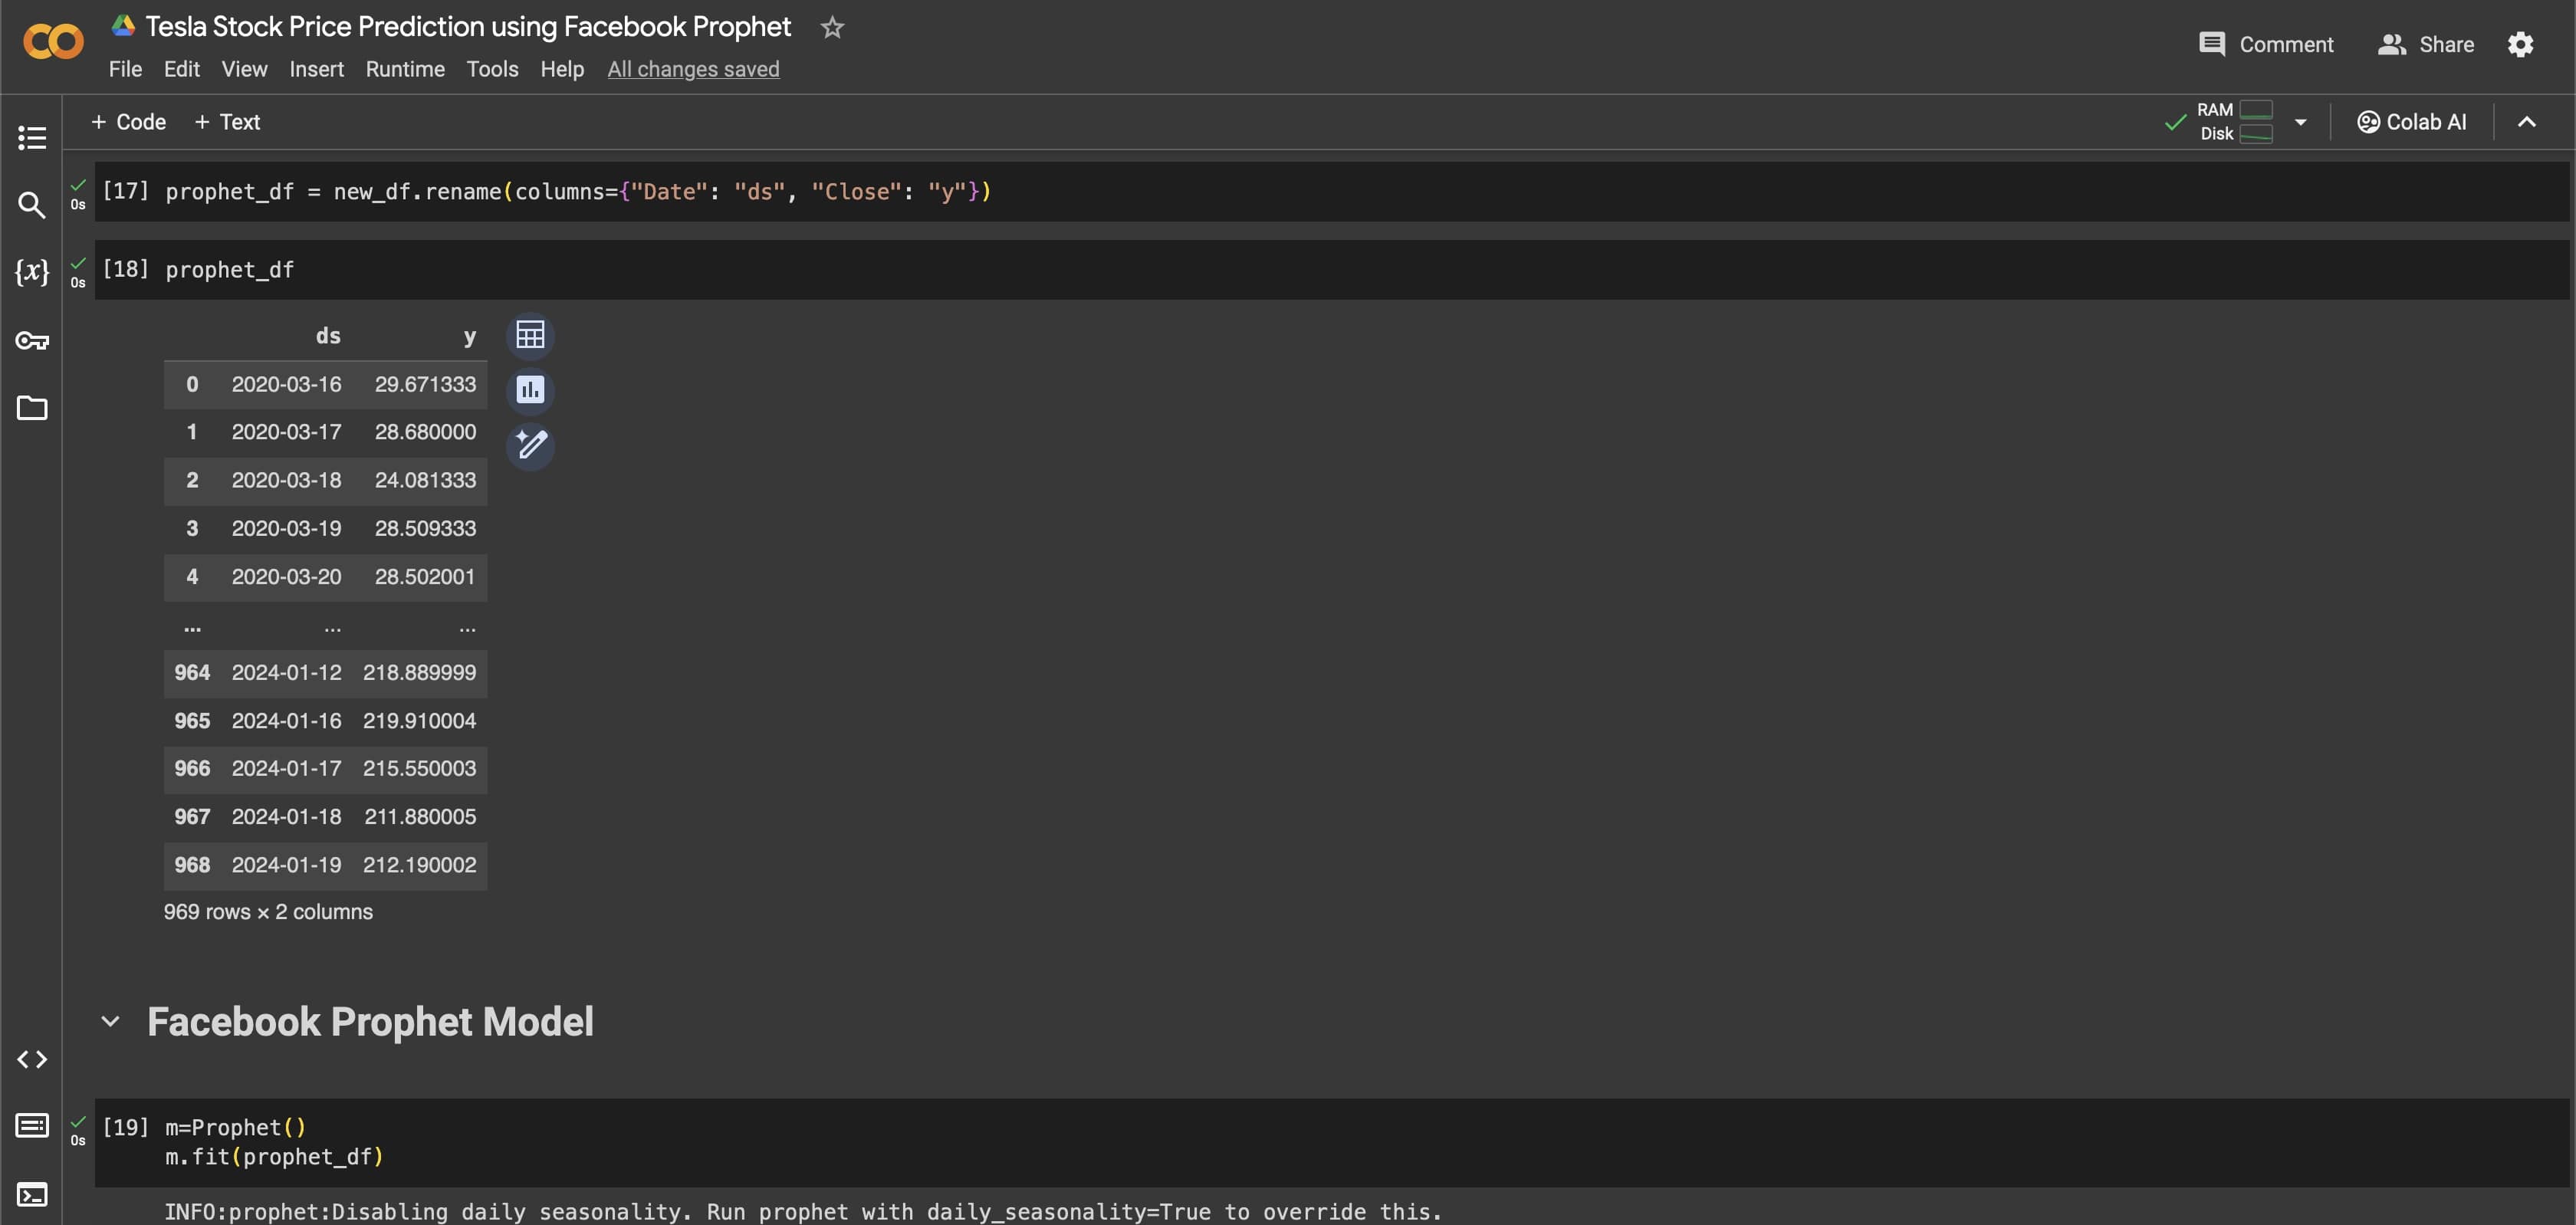 Tesla Stock Price Prediction using Facebook Prophet
Comment Share
File Edit View Insert Runtime Tools Help All changes saved
+ Code + Text
RAM
Disk
Colab AI
{x}
[17] prophet_df = new_df.rename(columns={"Date": "ds", "Close": "y"})
0s
[18] prophet_df
0s
ds y
0 2020-03-16 29.671333
1 2020-03-17 28.680000
2 2020-03-18 24.081333
3 2020-03-19 28.509333
4 2020-03-20 28.502001
... ... ...
964 2024-01-12 218.889999
965 2024-01-16 219.910004
966 2024-01-17 215.550003
967 2024-01-18 211.880005
968 2024-01-19 212.190002
969 rows × 2 columns
Facebook Prophet Model
[19] m=Prophet()
0s
m.fit(prophet_df)
INFO:prophet:Disabling daily seasonality. Run prophet with daily_seasonality=True to override this.